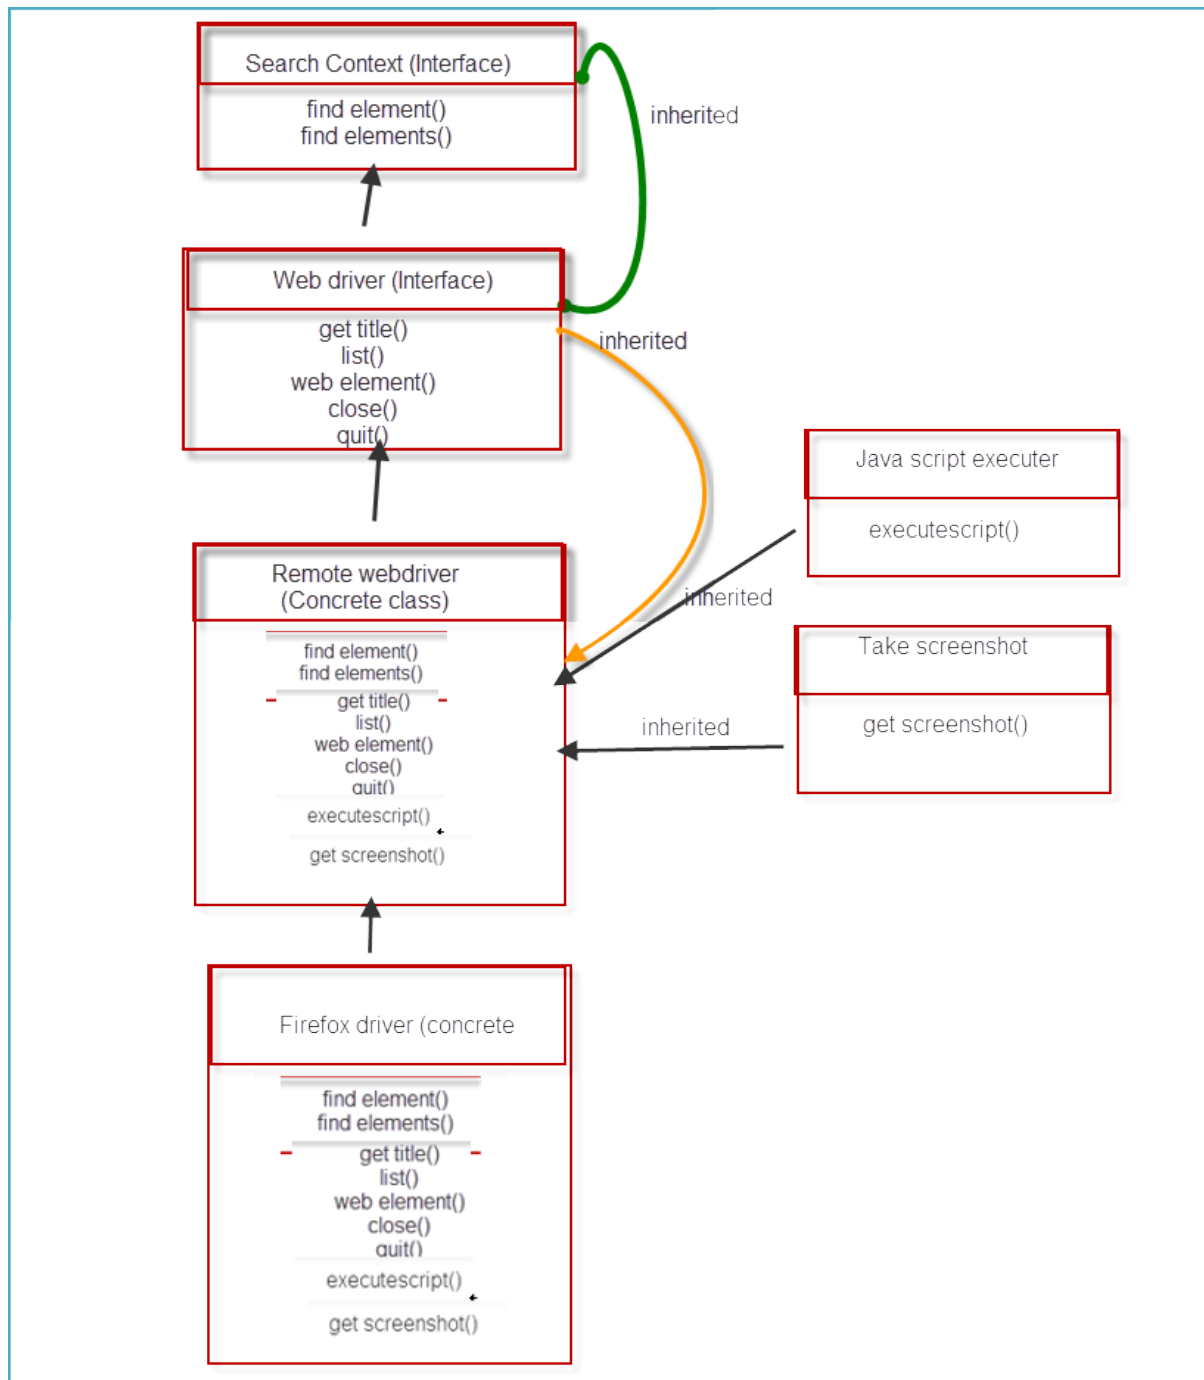 Search Context (Interface)
find element()
find elements()
inherited
Web driver (Interface)
get title()
list()
web element()
close()
quit()
inherited
Java script executer
executescript()
Remote webdriver
(Concrete class)
find element()
find elements()
get title()
list()
web element()
close()
quit()
executescript()
get screenshot()
inherited
Take screenshot
get screenshot()
inherited
Firefox driver (concrete
find element()
find elements()
get title()
list()
web element()
close()
quit()
executescript()
get screenshot()